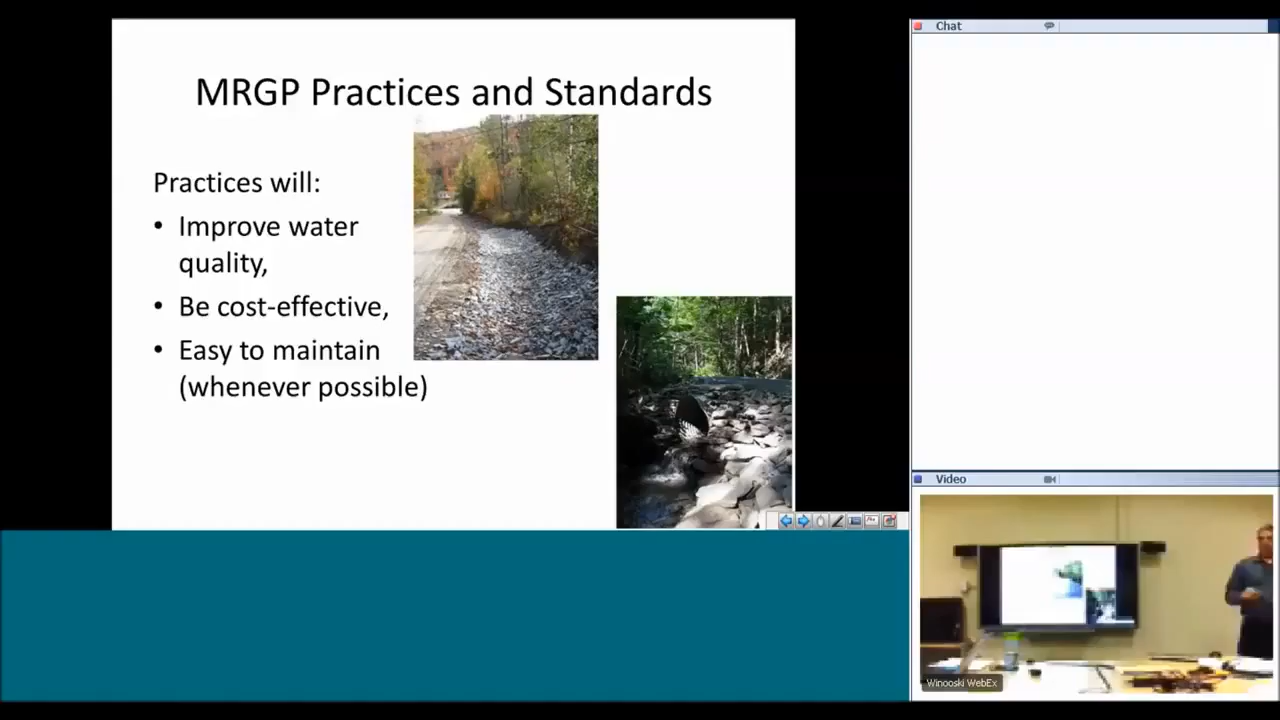 MRGP Practices and Standards
Practices will:
• Improve water
quality,
• Be cost-effective,
• Easy to maintain
(whenever possible)
Chat
Video
Winooski WebEx